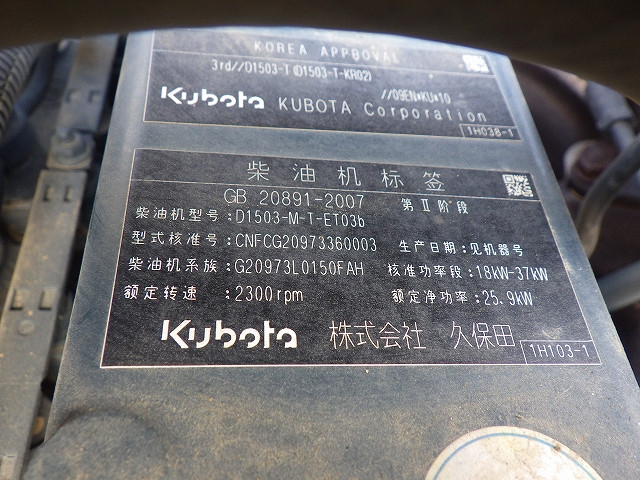 KOREA APPROVAL
3rd//D1503-T (D1503-T-KR02)
//09EN*KU*10
Kubota KUBOTA Corporation
1H038-1
柴油机标签
GB 20891-2007 第Ⅱ阶段
柴油机型号:D1503-M-T-ET03b
型式核准号:CNFCG20973360003 生产日期:见机器号
柴油机系族:G20973L0150FAH 核准功率段:18kW-37kW
额定转速:2300rpm 额定净功率:25.9kW
Kubota 株式会社 久保田
1H103-1